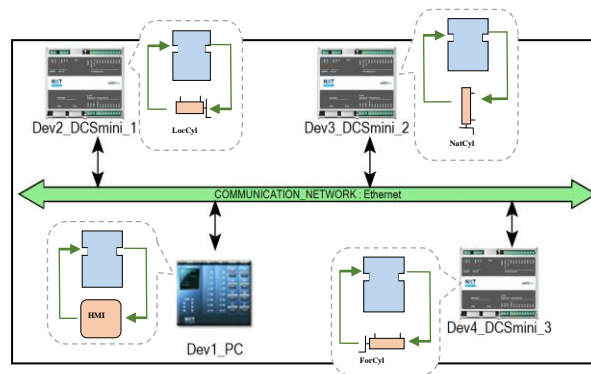 LocCyl
NatCyl
Dev2_DCSmini_1
Dev3_DCSmini_2
COMMUNICATION_NETWORK : Ethernet
HMI
ForCyl
Dev1_PC
Dev4_DCSmini_3